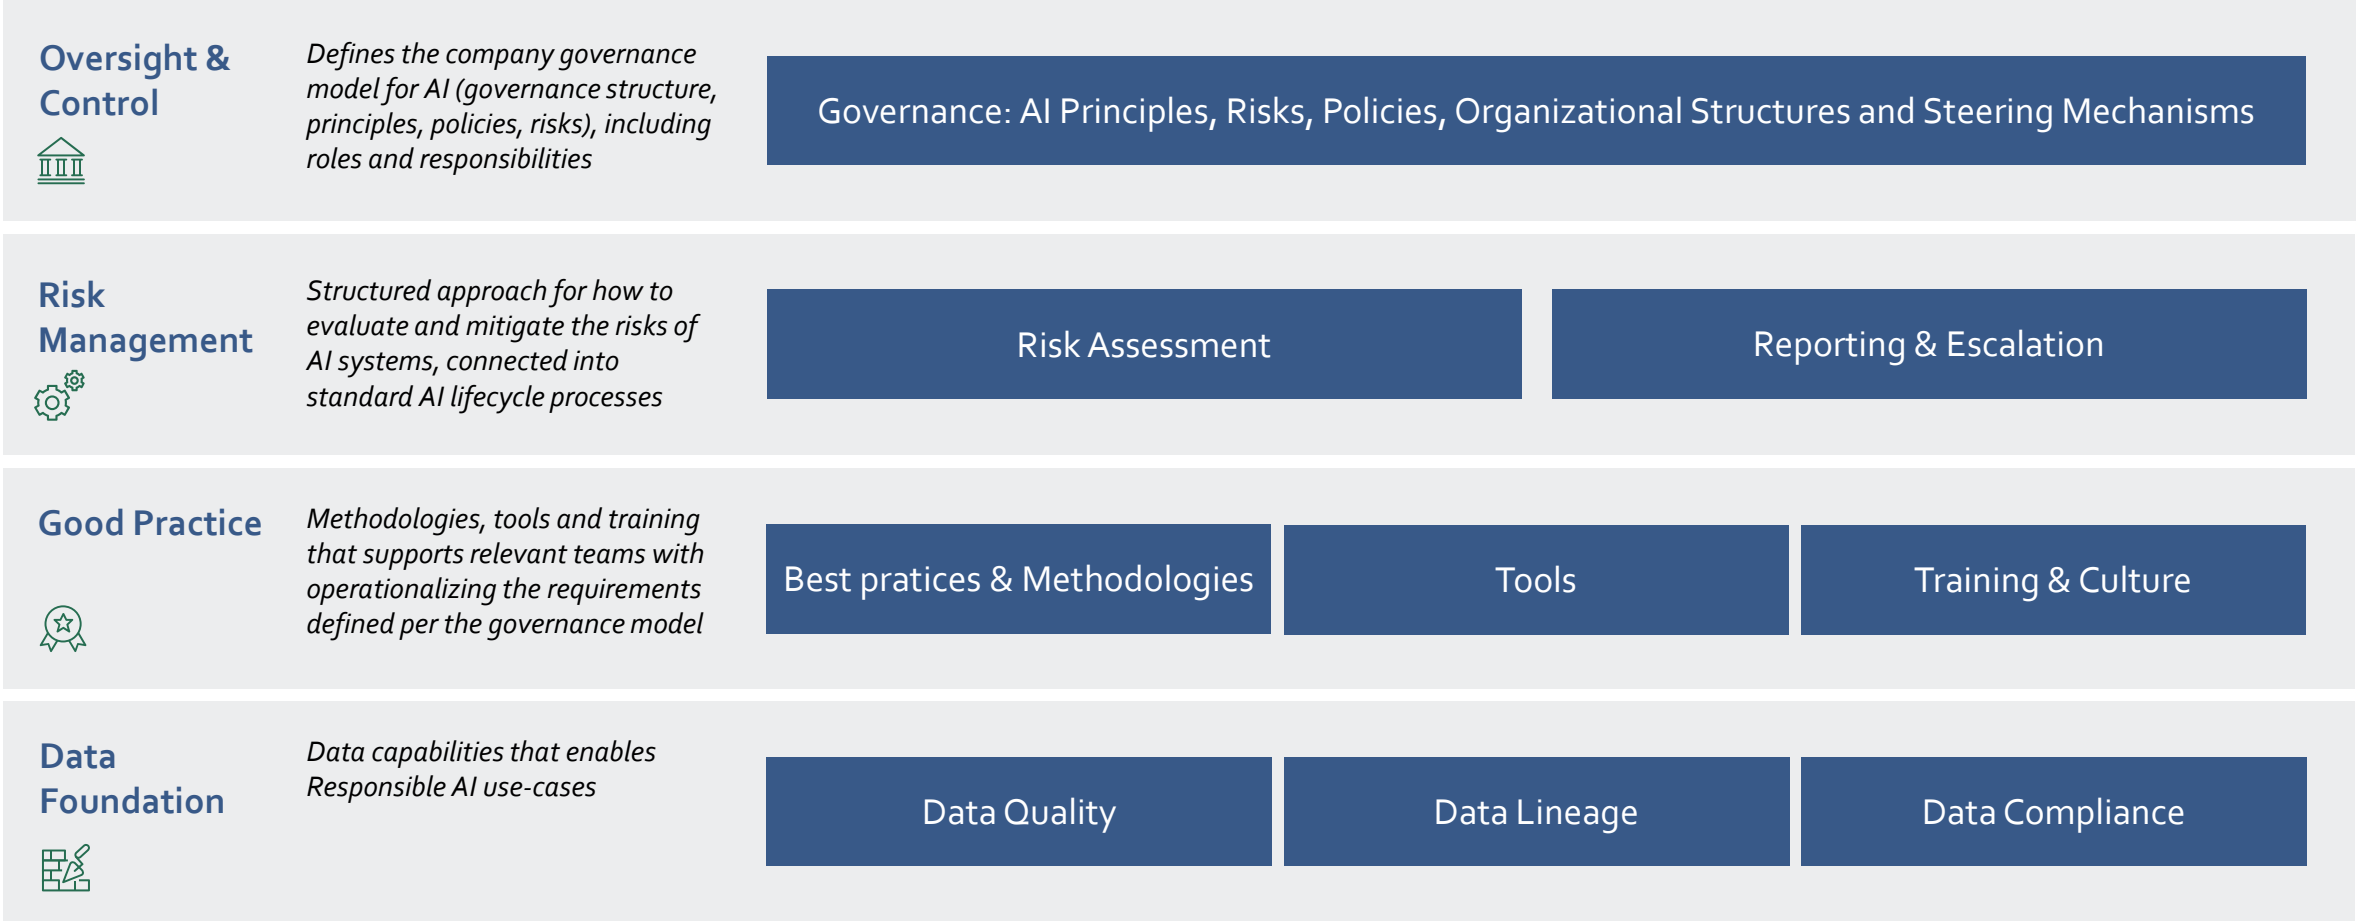 Oversight &
Control
Defines the company governance
model for AI (governance structure,
principles, policies, risks), including
roles and responsibilities
Governance: AI Principles, Risks, Policies, Organizational Structures and Steering Mechanisms
Risk
Management
Structured approach for how to
evaluate and mitigate the risks of
AI systems, connected into
standard AI lifecycle processes
Risk Assessment
Reporting & Escalation
Good Practice
Methodologies, tools and training
that supports relevant teams with
operationalizing the requirements
defined per the governance model
Best pratices & Methodologies
Tools
Training & Culture
Data
Foundation
Data capabilities that enables
Responsible AI use-cases
Data Quality
Data Lineage
Data Compliance